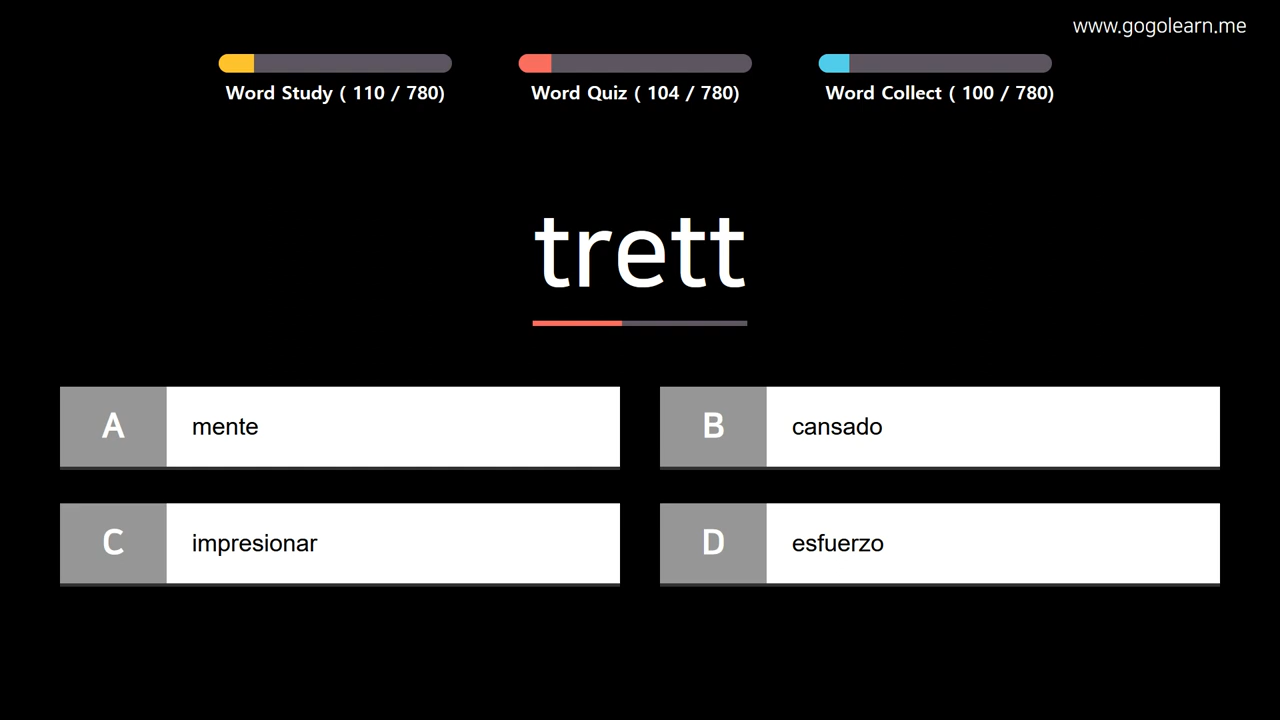 www.gogolearn.me
Word Study ( 110 / 780)
Word Quiz ( 104 / 780)
Word Collect ( 100 / 780)
trett
A mente
B cansado
C impresionar
D esfuerzo